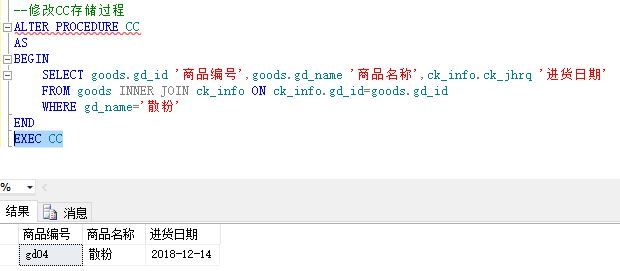 --修改CC存储过程
ALTER PROCEDURE CC
AS
BEGIN
SELECT goods.gd_id '商品编号',goods.gd_name '商品名称',ck_info.ck_jhrq '进货日期'
FROM goods INNER JOIN ck_info ON ck_info.gd_id=goods.gd_id
WHERE gd_name='散粉'
END
EXEC CC
%
结果 消息
商品编号 商品名称 进货日期
gd04 散粉 2018-12-14